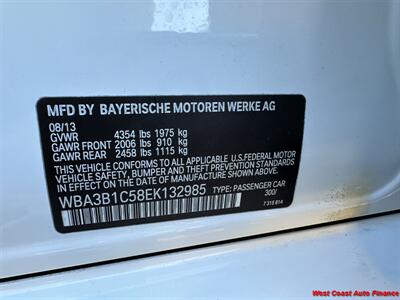 MFD BY BAYERISCHE MOTOREN WERKE AG
08/13
GVWR 4354 lbs 1975 kg
GAWR FRONT 2006 lbs 910 kg
GAWR REAR 2458 lbs 1115 kg
THIS VEHICLE CONFORMS TO ALL APPLICABLE U.S.FEDERAL MOTOR
VEHICLE SAFETY, BUMPER, AND THEFT PREVENTION STANDARDS
IN EFFECT ON THE DATE OF MANUFACTURE SHOWN ABOVE.
WBA3B1C58EK132985 TYPE: PASSENGER CAR
300/
7 315 614
West Coast Auto Finance